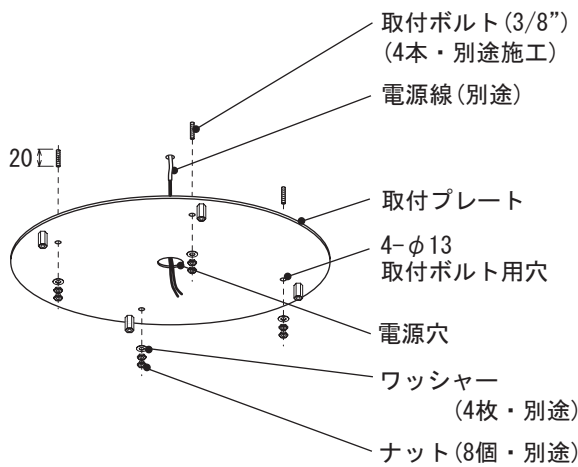 取付ボルト(3/8”)
(4本・別途施工)
電源線(別途)
20
取付プレート
4-φ13
取付ボルト用穴
電源穴
ワッシャー
(4枚・別途)
ナット(8個・別途)